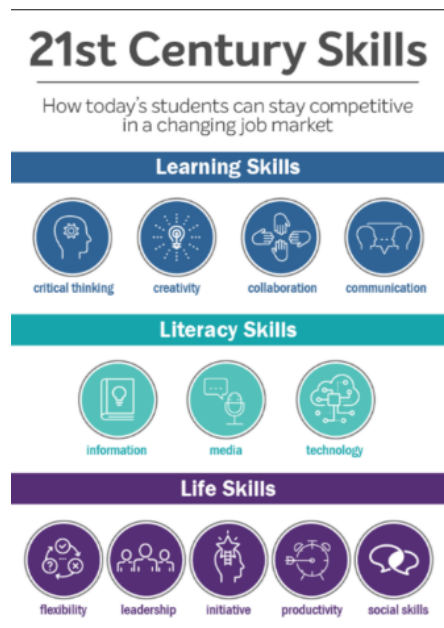 21st Century Skills
How today's students can stay competitive
in a changing job market
Learning Skills
critical thinking
creativity
collaboration
communication
Literacy Skills
information
media
technology
Life Skills
flexibility
leadership
initiative
productivity
social skills